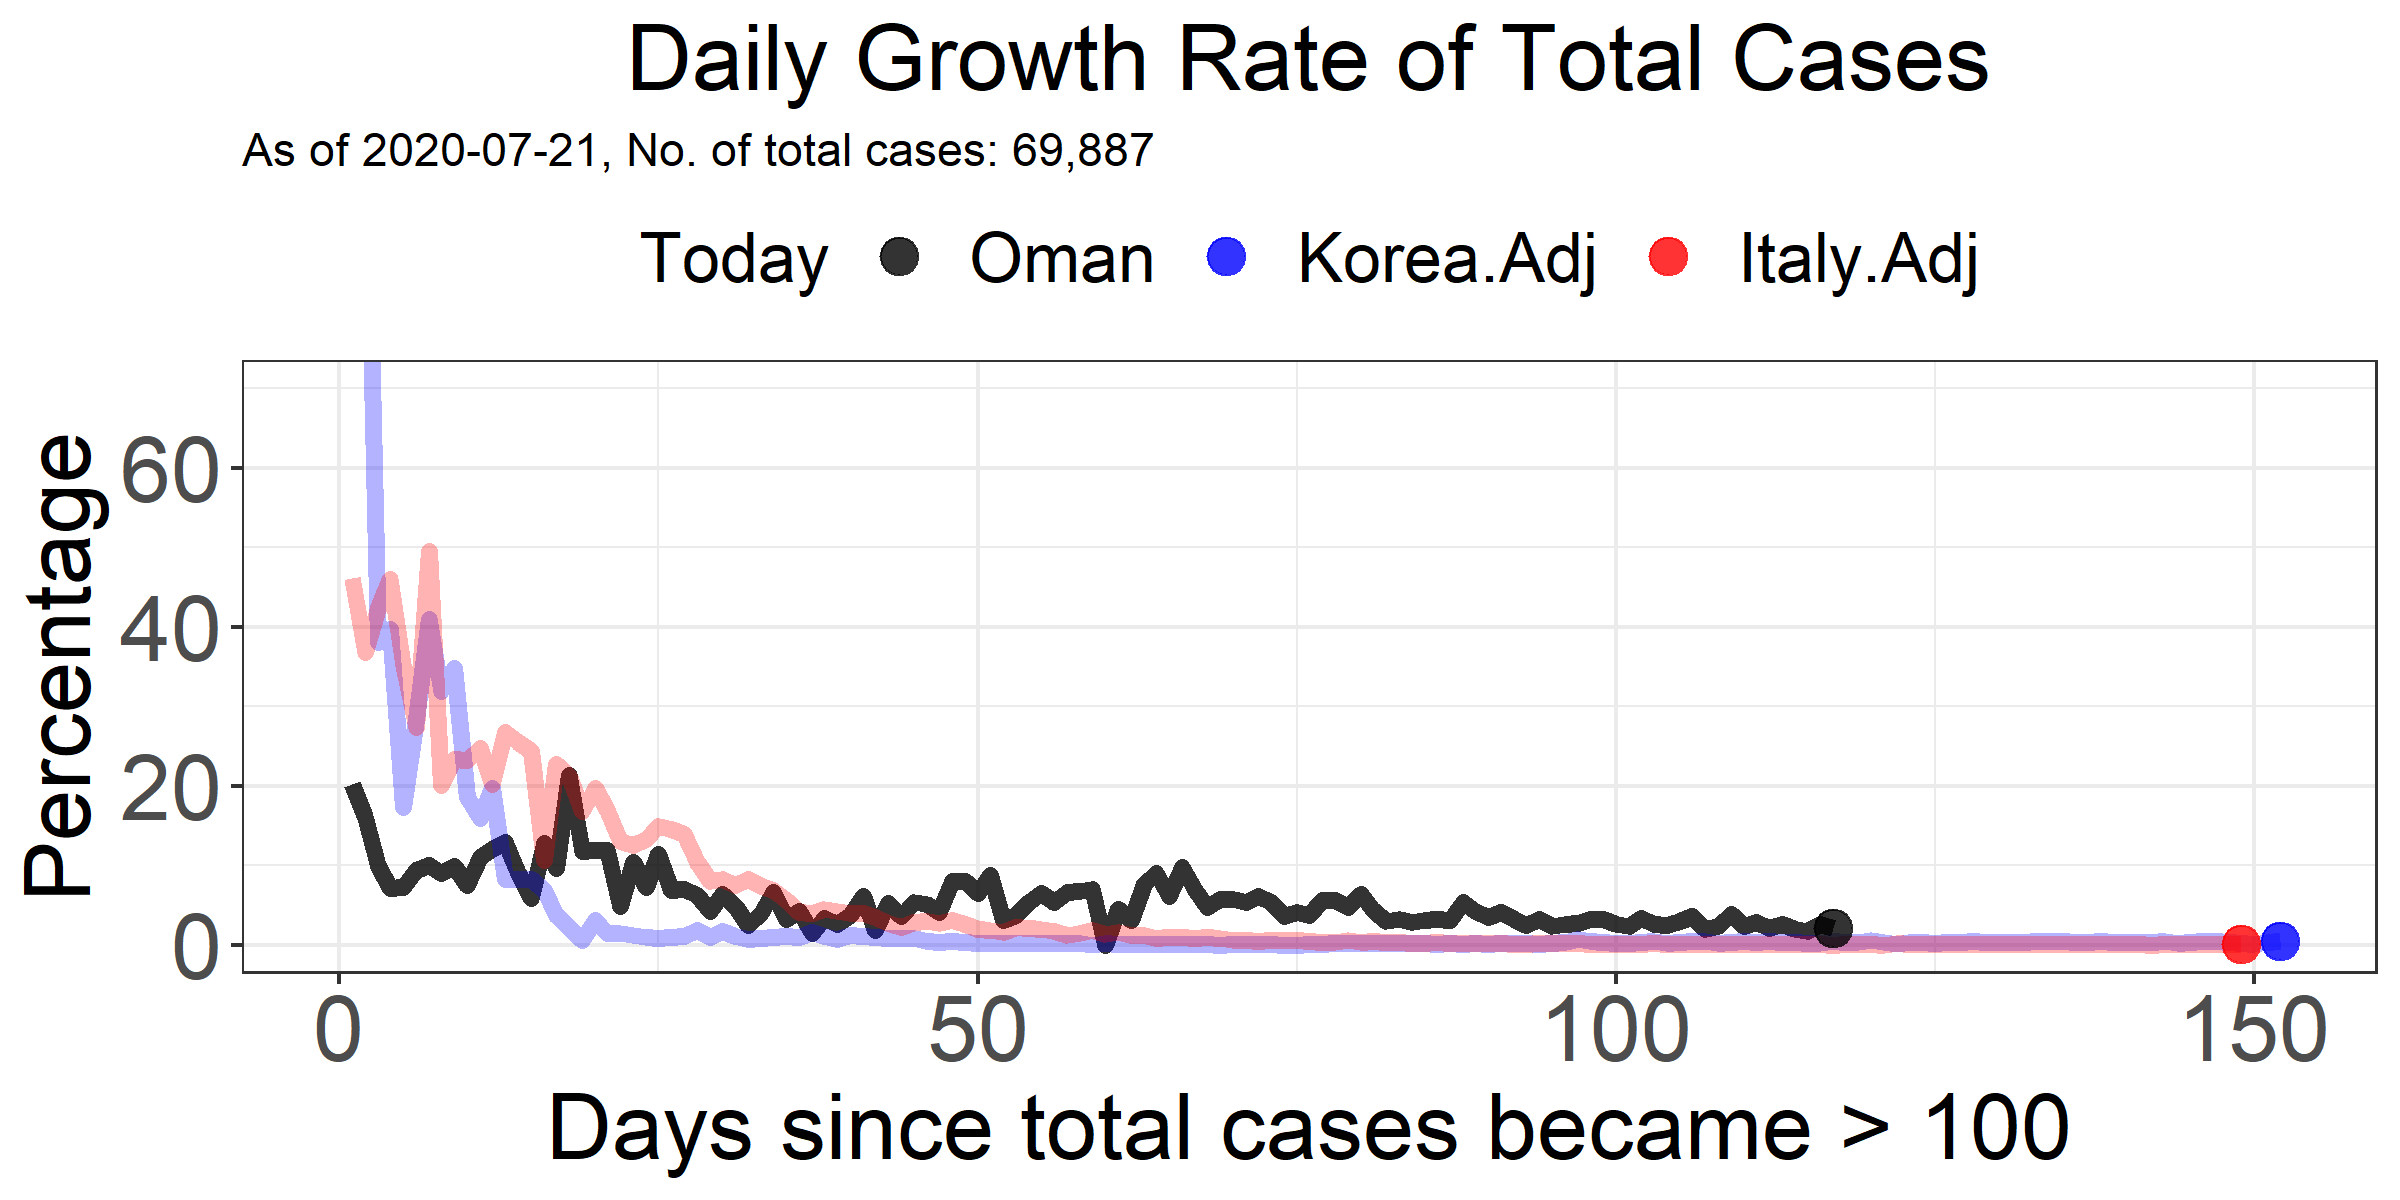 Daily Growth Rate of Total Cases
As of 2020-07-21, No. of total cases: 69,887
Today Oman Korea.Adj Italy.Adj
Percentage
60
40
20
0
0 50 100 150
Days since total cases became > 100